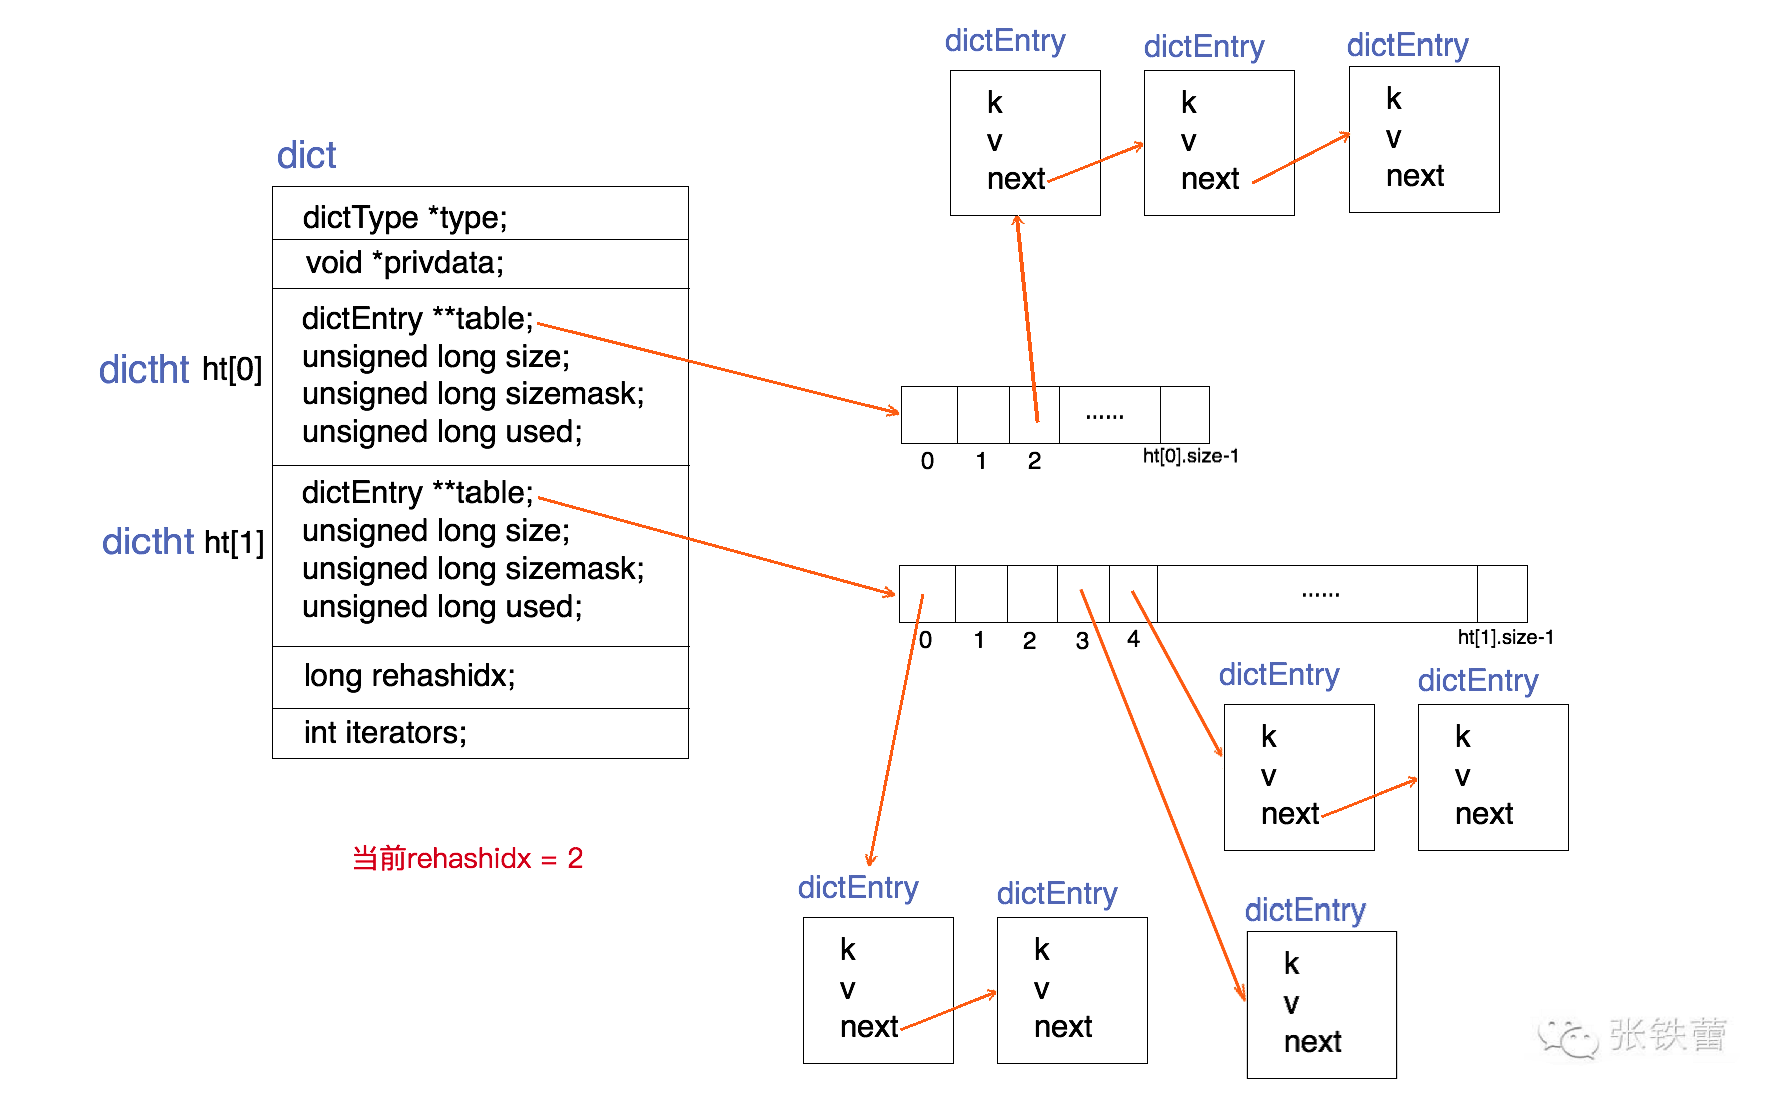 dict
dictType *type;
void *privdata;
dictht ht[0]
dictEntry **table;
unsigned long size;
unsigned long sizemask;
unsigned long used;
dictht ht[1]
dictEntry **table;
unsigned long size;
unsigned long sizemask;
unsigned long used;
long rehashidx;
int iterators;
当前rehashidx = 2
dictEntry
k
v
next
dictEntry
k
v
next
dictEntry
k
v
next
......
0 1 2 ht[0].size-1
......
0 1 2 3 4 ht[1].size-1
dictEntry
k
v
next
dictEntry
k
v
next
dictEntry
k
v
next
dictEntry
k
v
next
dictEntry
k
v
next
张铁蕾